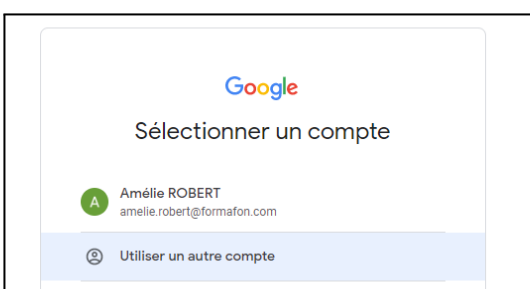 Google
Sélectionner un compte
A
Amélie ROBERT
amelie.robert@formafon.com
Utiliser un autre compte